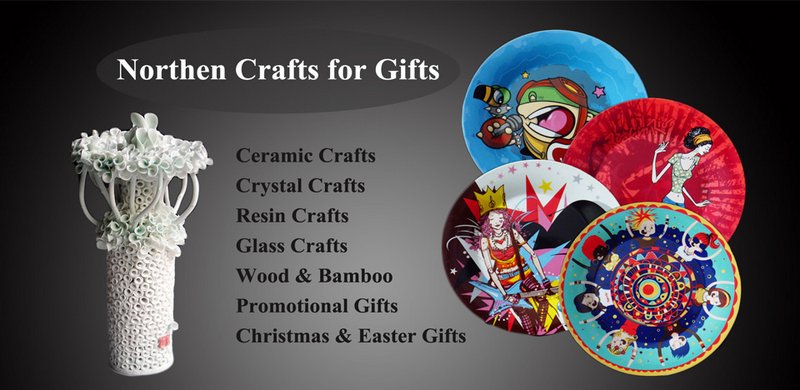 Northen Crafts for Gifts
Ceramic Crafts
Crystal Crafts
Resin Crafts
Glass Crafts
Wood & Bamboo
Promotional Gifts
Christmas & Easter Gifts